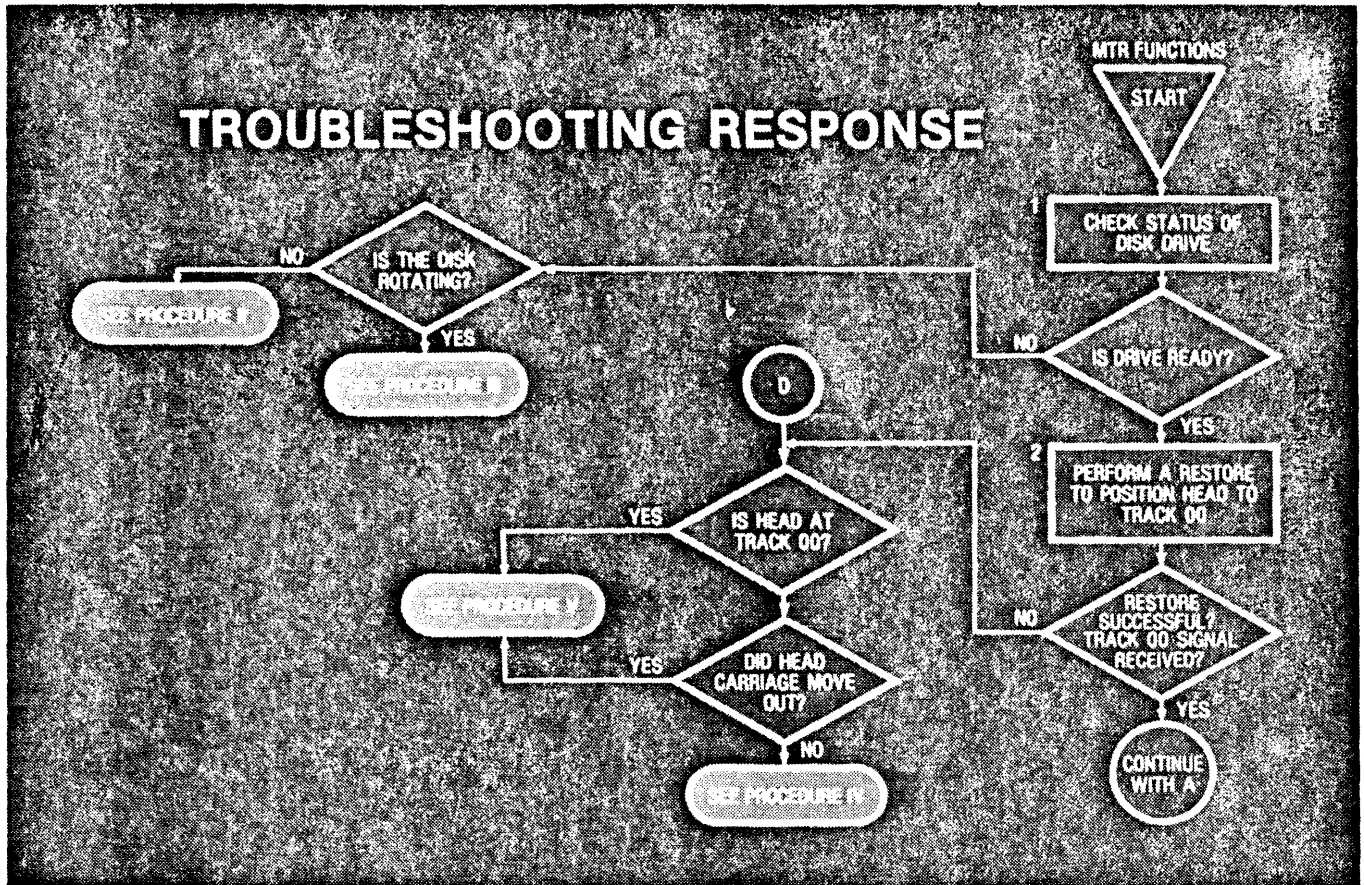 MTR FUNCTIONS
START
TROUBLESHOOTING RESPONSE
1
CHECK STATUS OF
DISK DRIVE
NO
IS THE DISK
ROTATING?
SEE PROCEDURE II
YES
SEE PROCEDURE III
NO
IS DRIVE READY?
YES
D
2
PERFORM A RESTORE
TO POSITION HEAD TO
TRACK 00
YES
IS HEAD AT
TRACK 00?
SEE PROCEDURE V
NO
RESTORE
SUCCESSFUL?
TRACK 00 SIGNAL
RECEIVED?
YES
YES
DID HEAD
CARRIAGE MOVE
OUT?
NO
SEE PROCEDURE IV
CONTINUE
WITH A